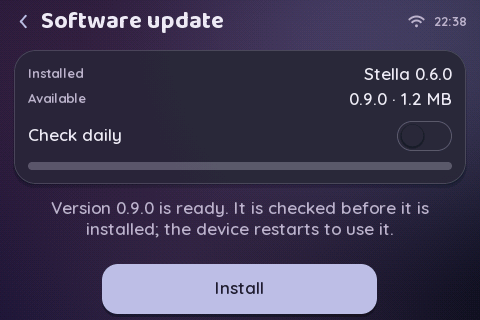 Software update
22:38
Installed
Stella 0.6.0
Available
0.9.0 · 1.2 MB
Check daily
Version 0.9.0 is ready. It is checked before it is
installed; the device restarts to use it.
Install